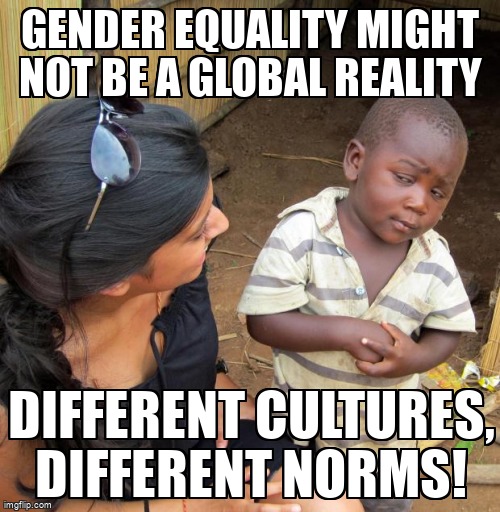 GENDER EQUALITY MIGHT
NOT BE A GLOBAL REALITY
DIFFERENT CULTURES,
DIFFERENT NORMS!
imgflip.com